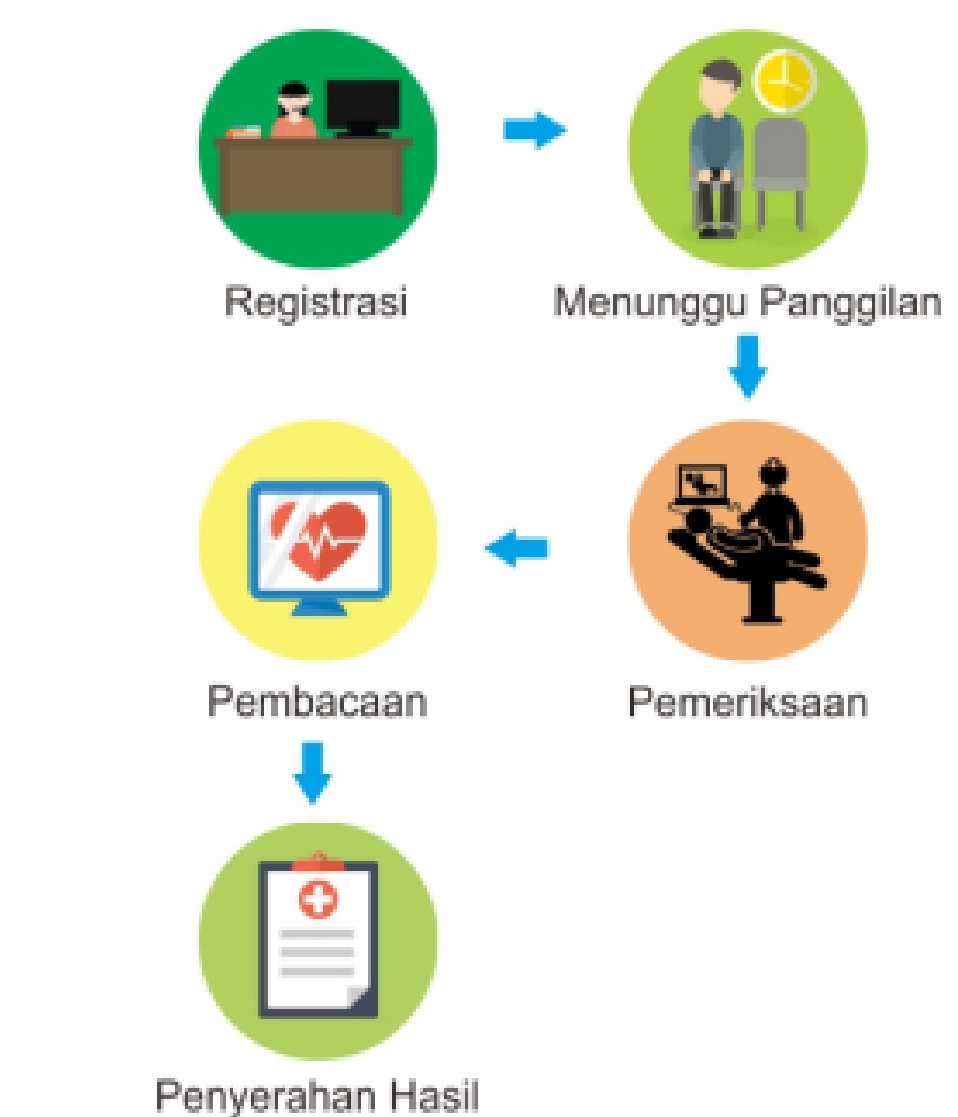 Registrasi
Menunggu Panggilan
Pemeriksaan
Pembacaan
Penyerahan Hasil